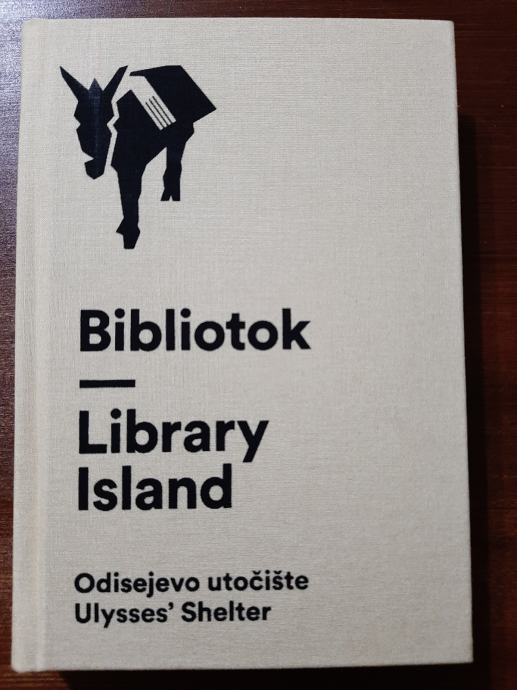 Bibliotok
—
Library
Island
Odisejevo utočište
Ulysses’ Shelter